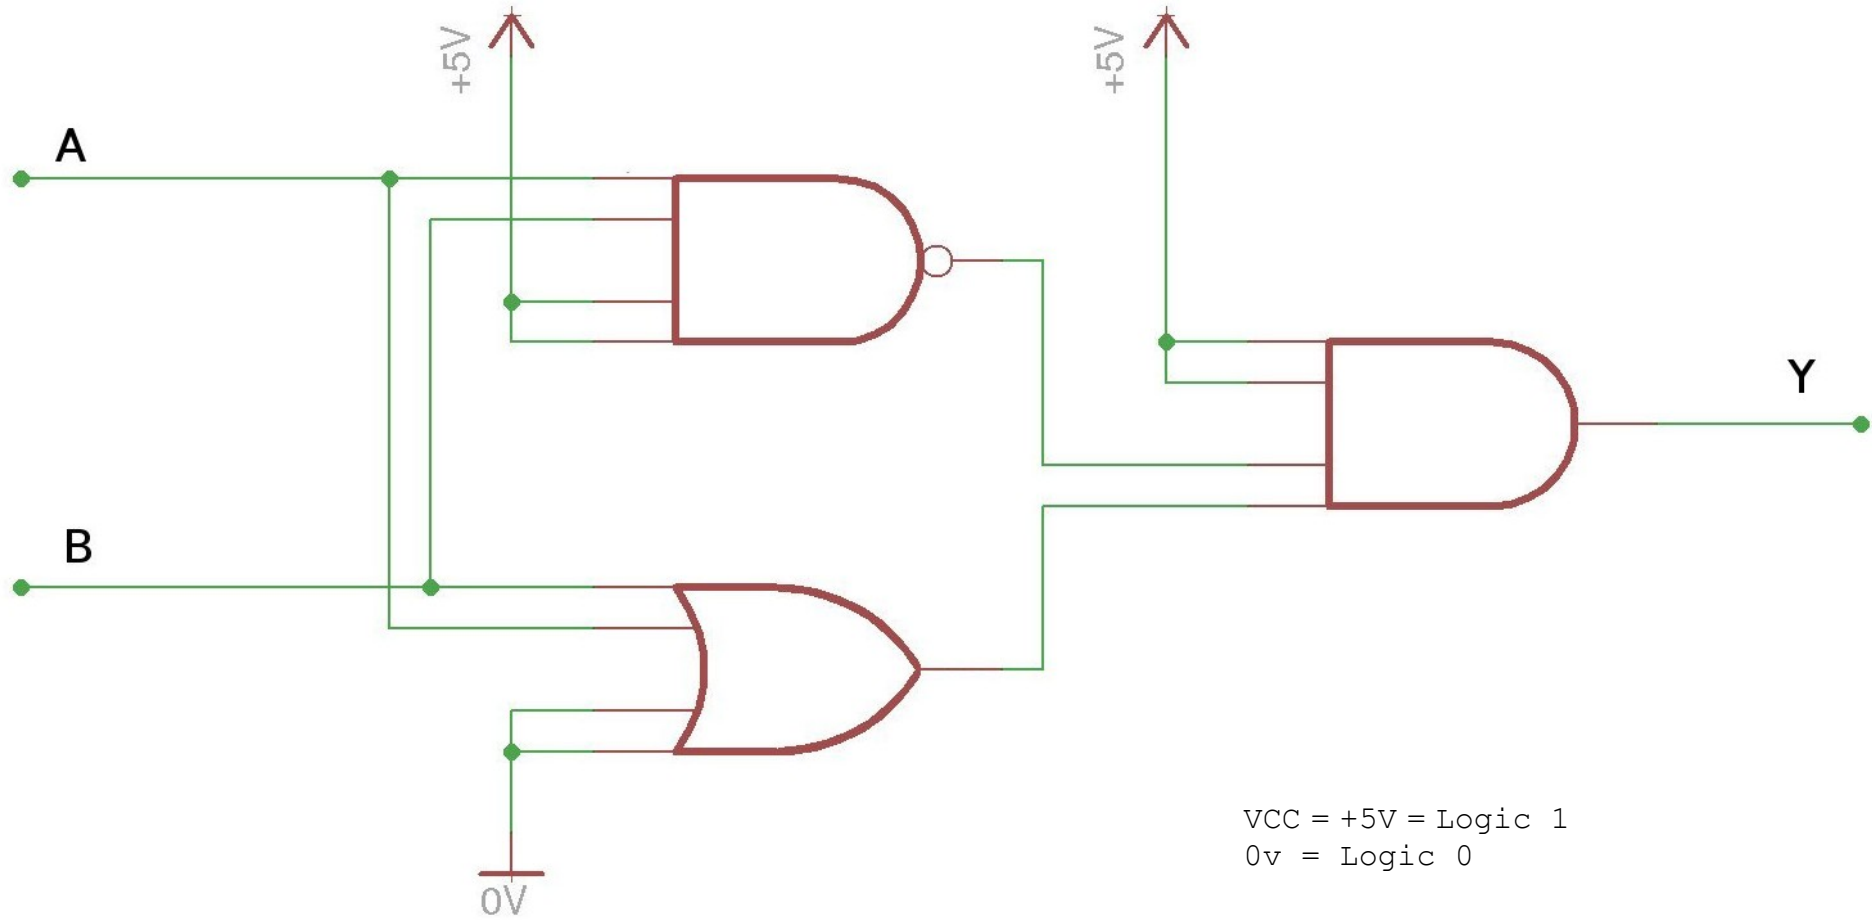 +5V
+5V
A
Y
B
VCC = +5V = Logic 1
0v = Logic 0
0V